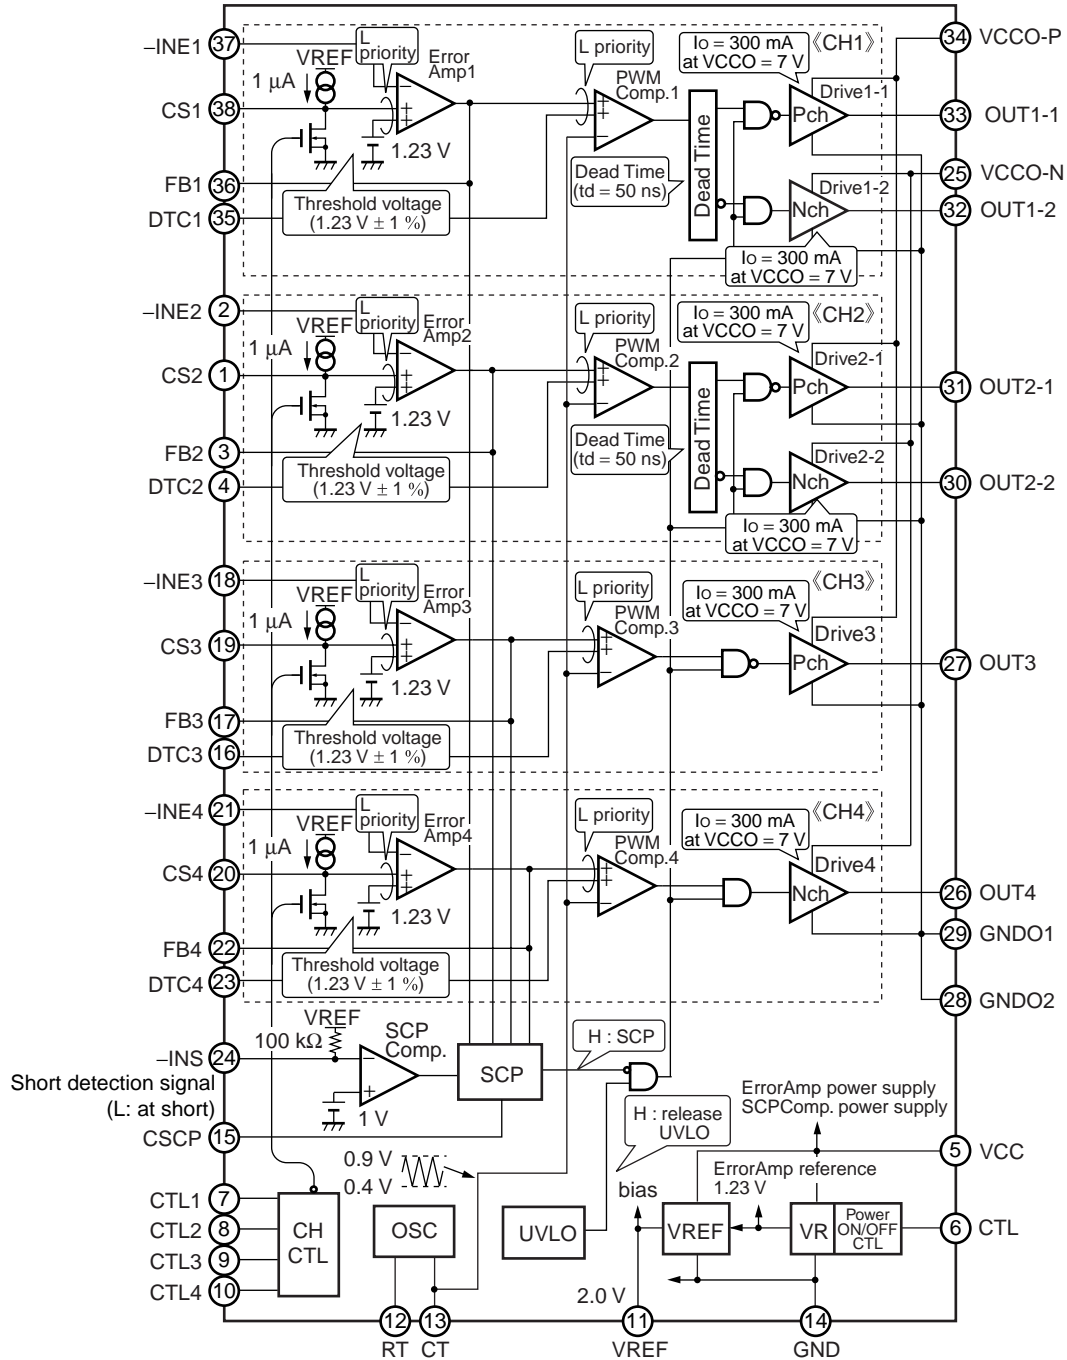 –INE1
37
L
priority
VREF
1 µA
Error
Amp1
CS1
38
1.23 V
FB1
36
Threshold voltage
(1.23 V ± 1 %)
DTC1
35
L priority
PWM
Comp.1
Dead Time
(td = 50 ns)
Dead Time
IO = 300 mA
at VCCO = 7 V
《CH1》
Drive1-1
Pch
Drive1-2
Nch
IO = 300 mA
at VCCO = 7 V
34
VCCO-P
33
OUT1-1
25
VCCO-N
32
OUT1-2
–INE2
2
L
priority
VREF
1 µA
Error
Amp2
CS2
1
1.23 V
FB2
3
Threshold voltage
(1.23 V ± 1 %)
DTC2
4
L priority
PWM
Comp.2
Dead Time
(td = 50 ns)
Dead Time
IO = 300 mA
at VCCO = 7 V
《CH2》
Drive2-1
Pch
Drive2-2
Nch
IO = 300 mA
at VCCO = 7 V
31
OUT2-1
30
OUT2-2
–INE3
18
L
priority
VREF
1 µA
Error
Amp3
CS3
19
1.23 V
FB3
17
Threshold voltage
(1.23 V ± 1 %)
DTC3
16
L priority
PWM
Comp.3
IO = 300 mA
at VCCO = 7 V
《CH3》
Drive3
Pch
27
OUT3
–INE4
21
L
priority
VREF
1 µA
Error
Amp4
CS4
20
1.23 V
FB4
22
Threshold voltage
(1.23 V ± 1 %)
DTC4
23
L priority
PWM
Comp.4
IO = 300 mA
at VCCO = 7 V
《CH4》
Drive4
Nch
26
OUT4
29
GNDO1
28
GNDO2
VREF
100 kΩ
SCP
Comp.
–INS
24
Short detection signal
(L: at short)
1 V
SCP
H : SCP
CSCP
15
H : release
UVLO
ErrorAmp power supply
SCPComp. power supply
5
VCC
0.9 V
0.4 V
ErrorAmp reference
1.23 V
bias
CTL1
7
CTL2
8
CTL3
9
CTL4
10
CH
CTL
OSC
UVLO
VREF
VR
Power
ON/OFF
CTL
6
CTL
2.0 V
12
RT
13
CT
11
VREF
14
GND